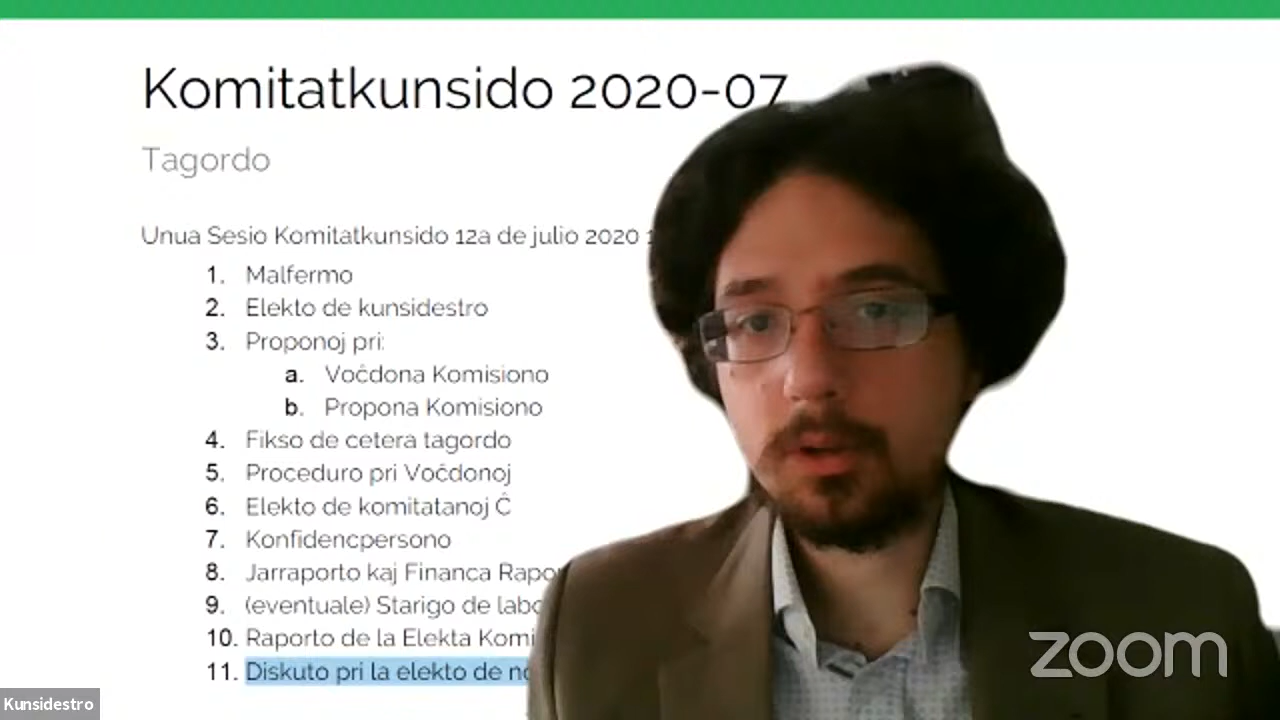 Komitatkunsido 2020-07
Tagordo
Unua Sesio Komitatkunsido 12a de julio 2020
1. Malfermo
2. Elekto de kunsidestro
3. Proponoj pri:
a. Voĉdona Komisiono
b. Propona Komisiono
4. Fikso de cetera tagordo
5. Proceduro pri Voĉdonoj
6. Elekto de komitatanoj Ĉ
7. Konfidencpersono
8. Jarraporto kaj Financa
9. (eventuale) Starigo de
10. Raporto de la Elekta
11. Diskuto pri la elekto de
Kunsidestro
zoom